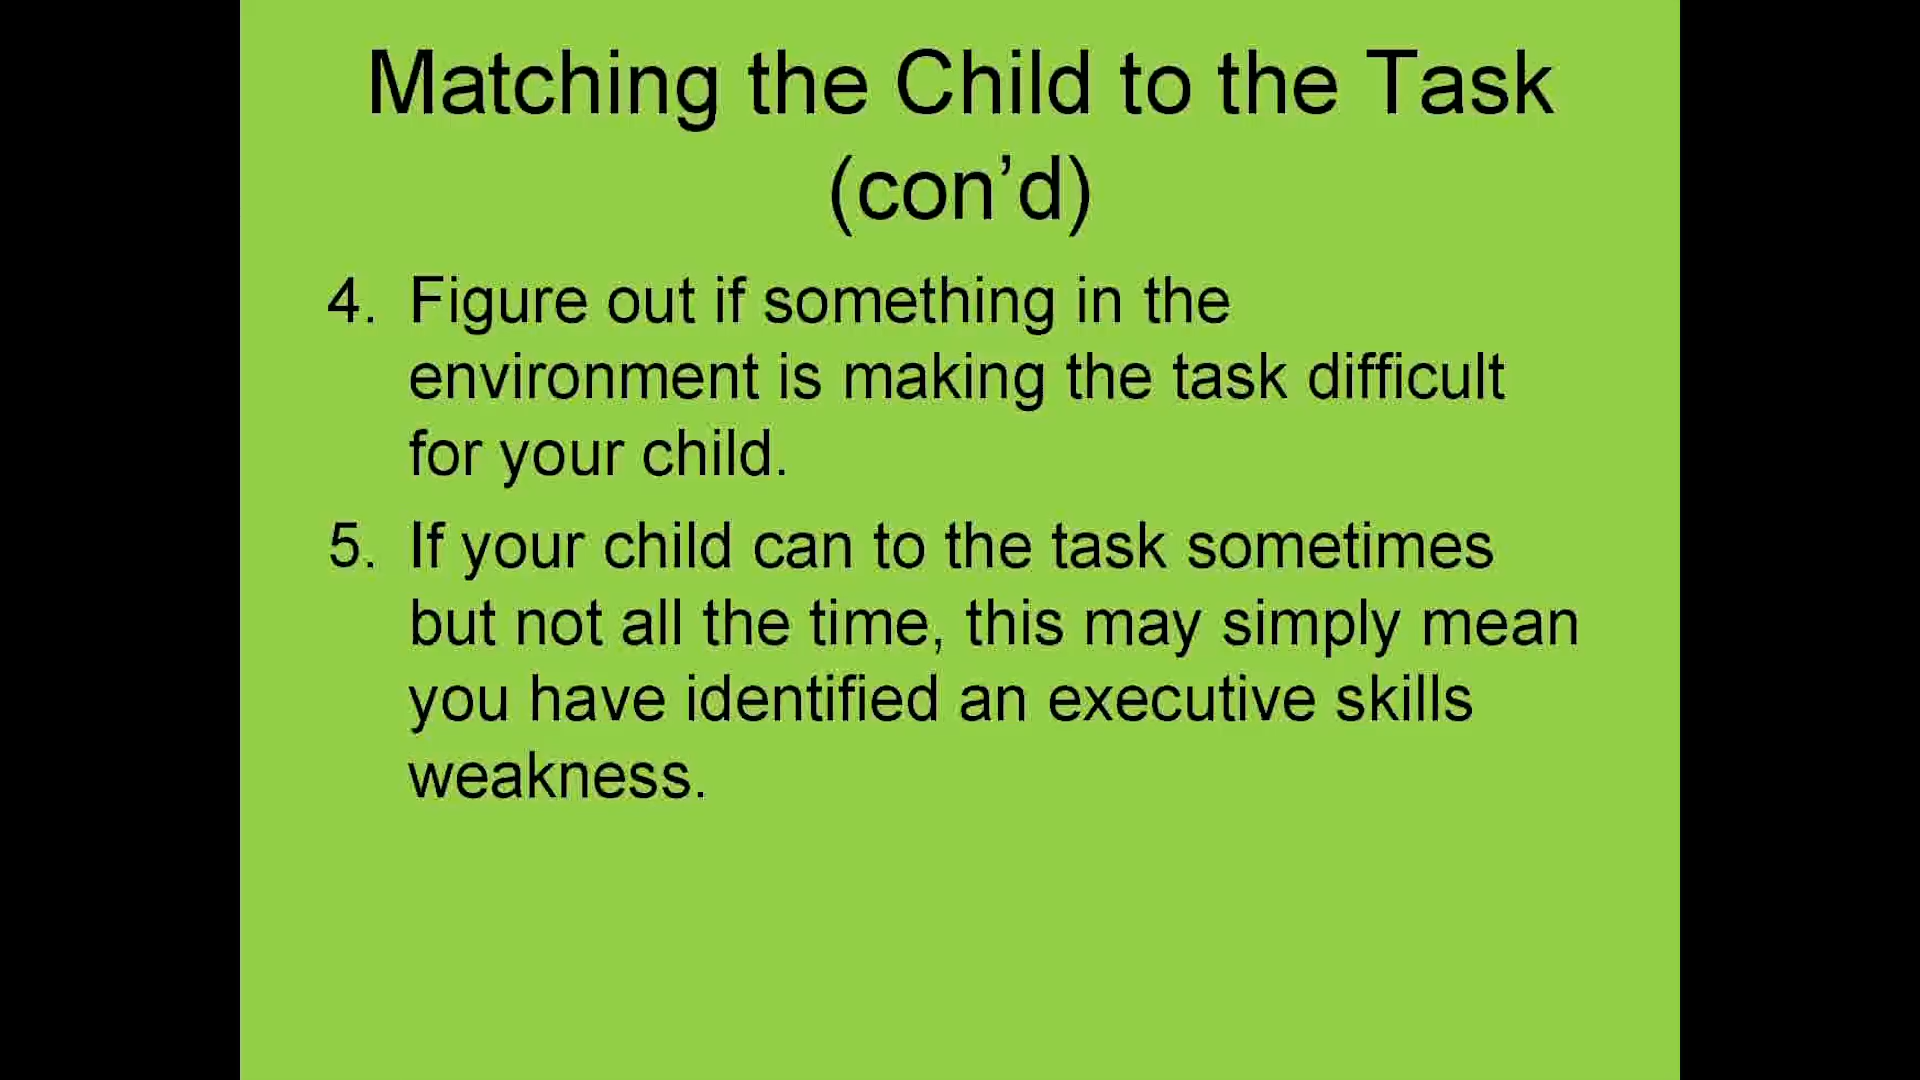 Matching the Child to the Task
(con’d)
4. Figure out if something in the
environment is making the task difficult
for your child.
5. If your child can to the task sometimes
but not all the time, this may simply mean
you have identified an executive skills
weakness.